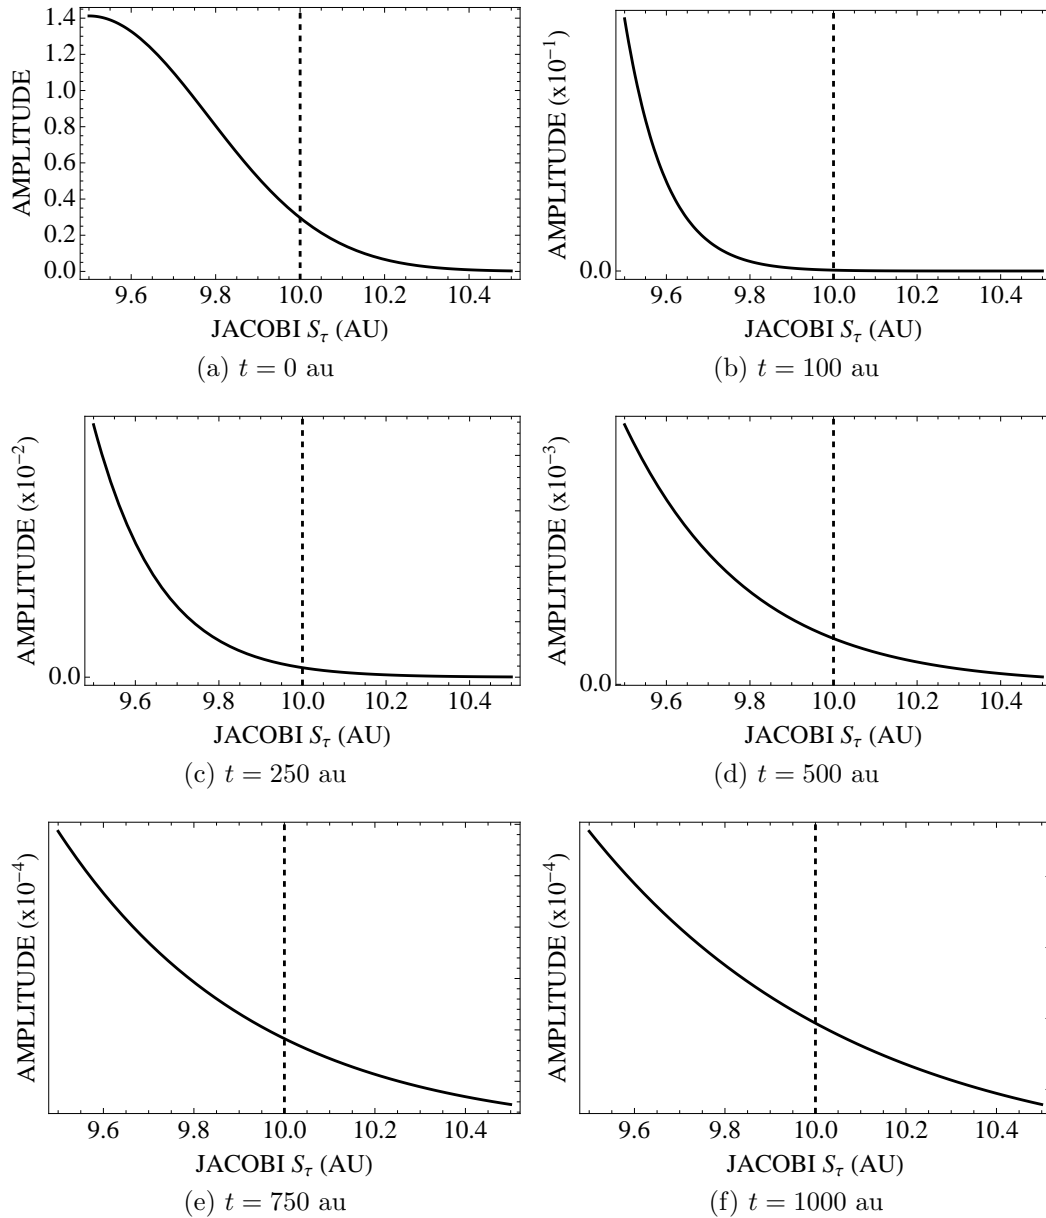 AMPLITUDE
1.4
1.2
1.0
0.8
0.6
0.4
0.2
0.0
9.6 9.8 10.0 10.2 10.4
JACOBI S_τ (AU)
(a) t = 0 au
AMPLITUDE (x10⁻¹)
0.0
9.6 9.8 10.0 10.2 10.4
JACOBI S_τ (AU)
(b) t = 100 au
AMPLITUDE (x10⁻²)
0.0
9.6 9.8 10.0 10.2 10.4
JACOBI S_τ (AU)
(c) t = 250 au
AMPLITUDE (x10⁻³)
0.0
9.6 9.8 10.0 10.2 10.4
JACOBI S_τ (AU)
(d) t = 500 au
AMPLITUDE (x10⁻⁴)
9.6 9.8 10.0 10.2 10.4
JACOBI S_τ (AU)
(e) t = 750 au
AMPLITUDE (x10⁻⁴)
9.6 9.8 10.0 10.2 10.4
JACOBI S_τ (AU)
(f) t = 1000 au